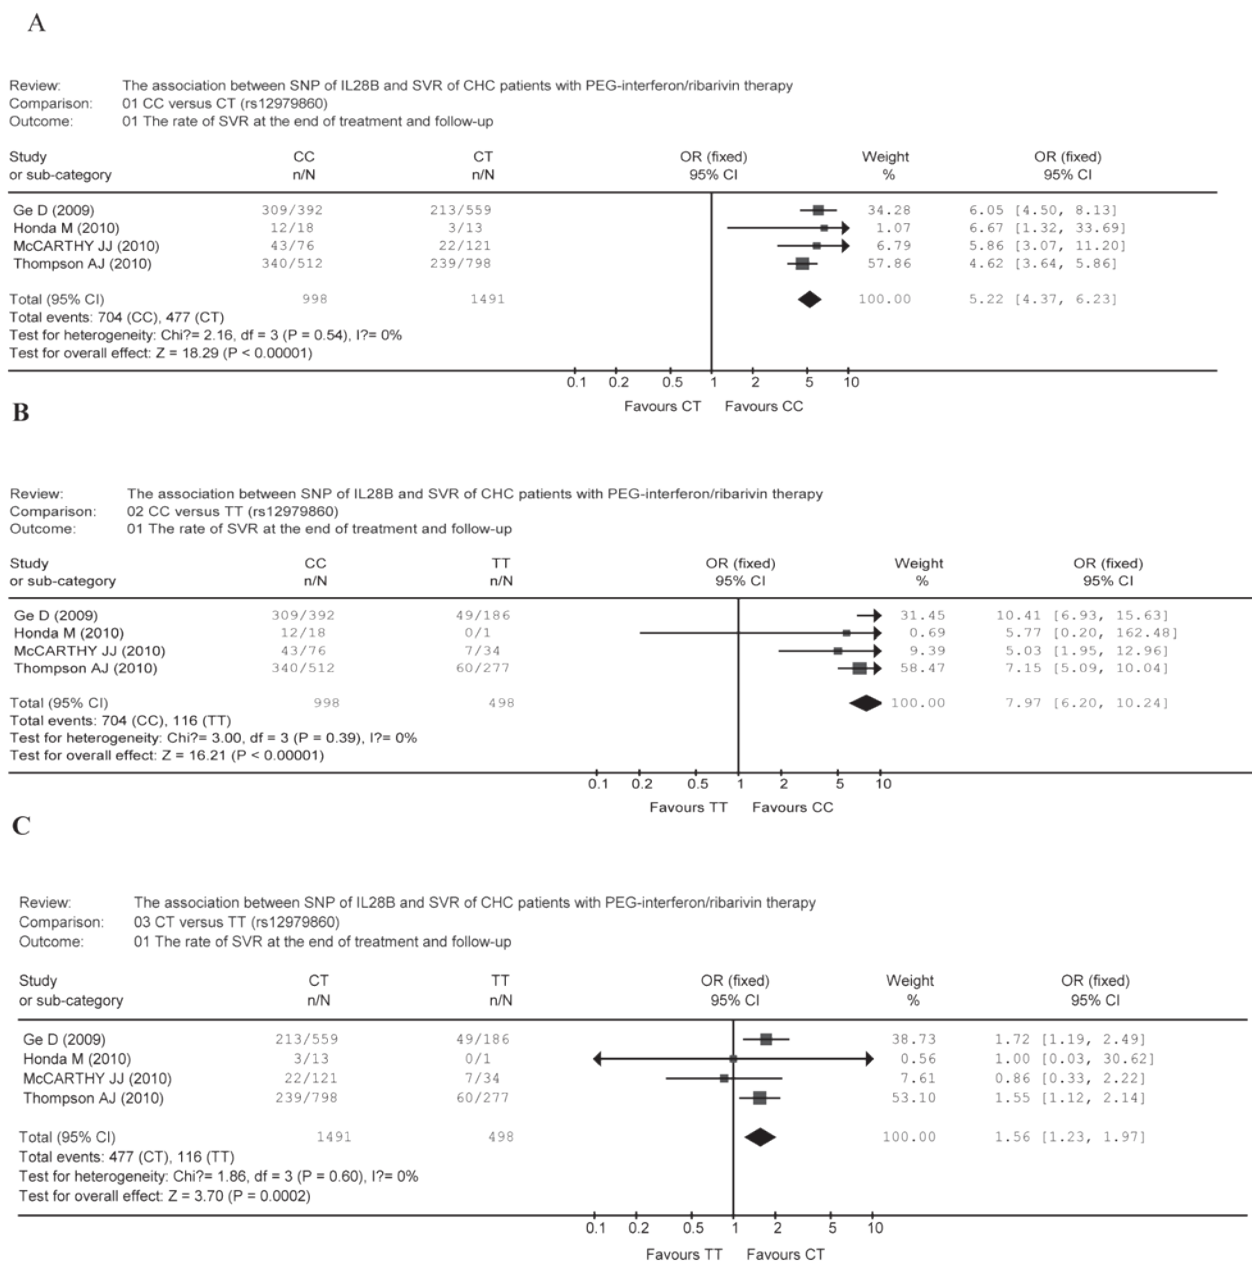 A
Review: The association between SNP of IL28B and SVR of CHC patients with PEG-interferon/ribarivin therapy
Comparison: 01 CC versus CT (rs12979860)
Outcome: 01 The rate of SVR at the end of treatment and follow-up
Study CC CT OR (fixed) Weight OR (fixed)
or sub-category n/N n/N 95% CI % 95% CI
Ge D (2009) 309/392 213/559 34.28 6.05 [4.50, 8.13]
Honda M (2010) 12/18 3/13 1.07 6.67 [1.32, 33.69]
McCARTHY JJ (2010) 43/76 22/121 6.79 5.86 [3.07, 11.20]
Thompson AJ (2010) 340/512 239/798 57.86 4.62 [3.64, 5.86]
Total (95% CI) 998 1491 100.00 5.22 [4.37, 6.23]
Total events: 704 (CC), 477 (CT)
Test for heterogeneity: Chi?= 2.16, df = 3 (P = 0.54), I?= 0%
Test for overall effect: Z = 18.29 (P < 0.00001)
0.1 0.2 0.5 1 2 5 10
Favours CT Favours CC
B
Review: The association between SNP of IL28B and SVR of CHC patients with PEG-interferon/ribarivin therapy
Comparison: 02 CC versus TT (rs12979860)
Outcome: 01 The rate of SVR at the end of treatment and follow-up
Study CC TT OR (fixed) Weight OR (fixed)
or sub-category n/N n/N 95% CI % 95% CI
Ge D (2009) 309/392 49/186 31.45 10.41 [6.93, 15.63]
Honda M (2010) 12/18 0/1 0.69 5.77 [0.20, 162.48]
McCARTHY JJ (2010) 43/76 7/34 9.39 5.03 [1.95, 12.96]
Thompson AJ (2010) 340/512 60/277 58.47 7.15 [5.09, 10.04]
Total (95% CI) 998 498 100.00 7.97 [6.20, 10.24]
Total events: 704 (CC), 116 (TT)
Test for heterogeneity: Chi?= 3.00, df = 3 (P = 0.39), I?= 0%
Test for overall effect: Z = 16.21 (P < 0.00001)
0.1 0.2 0.5 1 2 5 10
Favours TT Favours CC
C
Review: The association between SNP of IL28B and SVR of CHC patients with PEG-interferon/ribarivin therapy
Comparison: 03 CT versus TT (rs12979860)
Outcome: 01 The rate of SVR at the end of treatment and follow-up
Study CT TT OR (fixed) Weight OR (fixed)
or sub-category n/N n/N 95% CI % 95% CI
Ge D (2009) 213/559 49/186 38.73 1.72 [1.19, 2.49]
Honda M (2010) 3/13 0/1 0.56 1.00 [0.03, 30.62]
McCARTHY JJ (2010) 22/121 7/34 7.61 0.86 [0.33, 2.22]
Thompson AJ (2010) 239/798 60/277 53.10 1.55 [1.12, 2.14]
Total (95% CI) 1491 498 100.00 1.56 [1.23, 1.97]
Total events: 477 (CT), 116 (TT)
Test for heterogeneity: Chi?= 1.86, df = 3 (P = 0.60), I?= 0%
Test for overall effect: Z = 3.70 (P = 0.0002)
0.1 0.2 0.5 1 2 5 10
Favours TT Favours CT